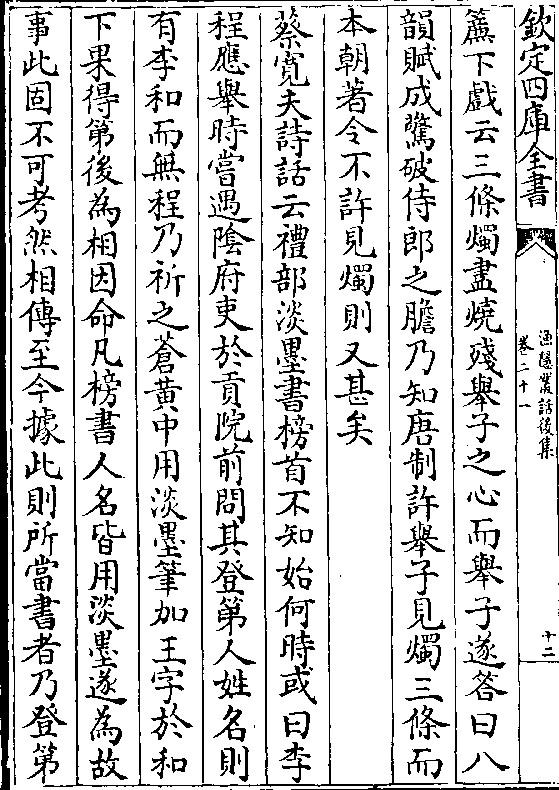 欽定四庫全書
漁隱叢話後集
卷二十一
十二
簾下戲云三條燭盡燒殘舉子之心而舉子遂答曰八
韻賦成驚破侍郎之膽乃知唐制許舉子見燭三條而
本朝著令不許見燭則又甚矣
蔡寬夫詩話云禮部淡墨書榜首不知始何時或曰李
程應舉時嘗遇陰府吏於貢院前問其登第人姓名則
有李和而無程乃祈之蒼黃中用淡墨筆加王字於和
下果得第後為相因命凡榜書人名皆用淡墨遂為故
事此固不可考然相傳至今據此則所當書者乃登第